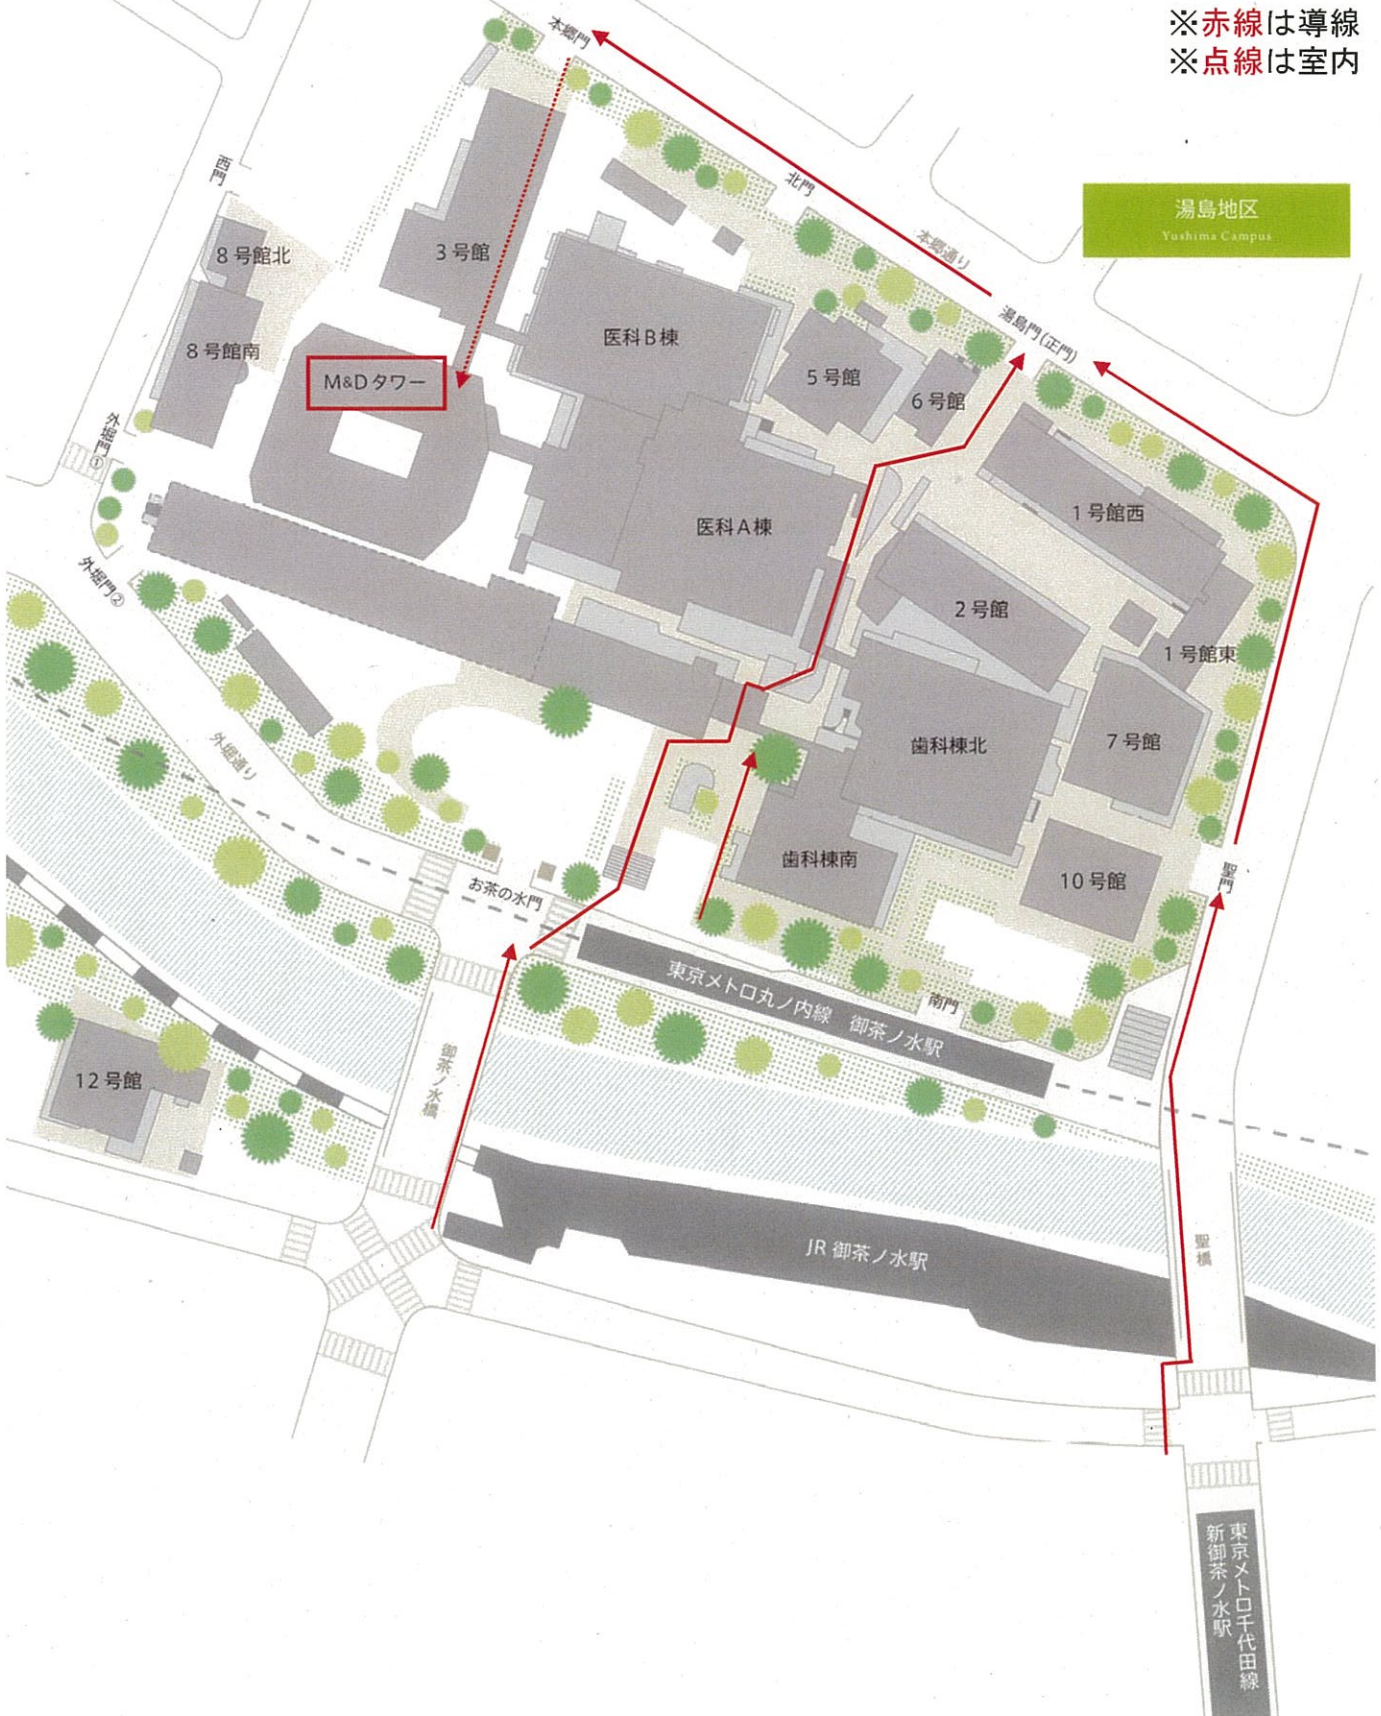 ※赤線は導線
※点線は室内
本郷門
西門
北門
湯島地区
Yushima Campus
本郷通り
8号館北
3号館
湯島門(正門)
8号館南
M&Dタワー
医科B棟
5号館
6号館
外堀門①
1号館西
医科A棟
外堀門②
2号館
1号館東
外堀通り
歯科棟北
7号館
歯科棟南
10号館
聖門
お茶の水門
東京メトロ丸ノ内線 御茶ノ水駅
南門
12号館
御茶ノ水橋
JR 御茶ノ水駅
聖橋
東京メトロ千代田線
新御茶ノ水駅